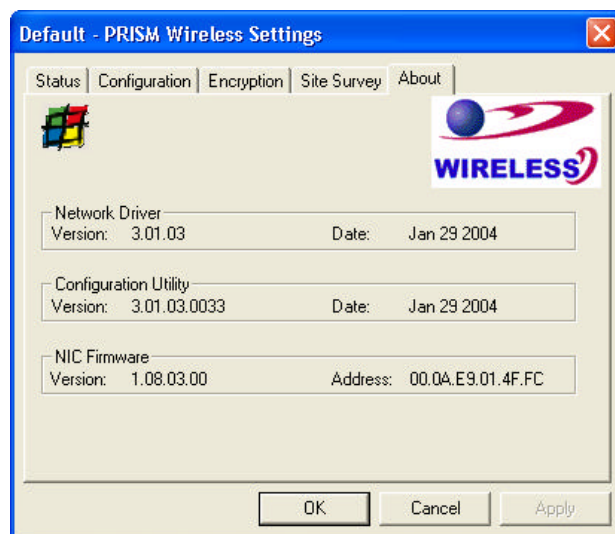 Default - PRISM Wireless Settings
Status Configuration Encryption Site Survey About
WIRELESS
Network Driver
Version: 3.01.03 Date: Jan 29 2004
Configuration Utility
Version: 3.01.03.0033 Date: Jan 29 2004
NIC Firmware
Version: 1.08.03.00 Address: 00.0A.E9.01.4F.FC
OK Cancel Apply